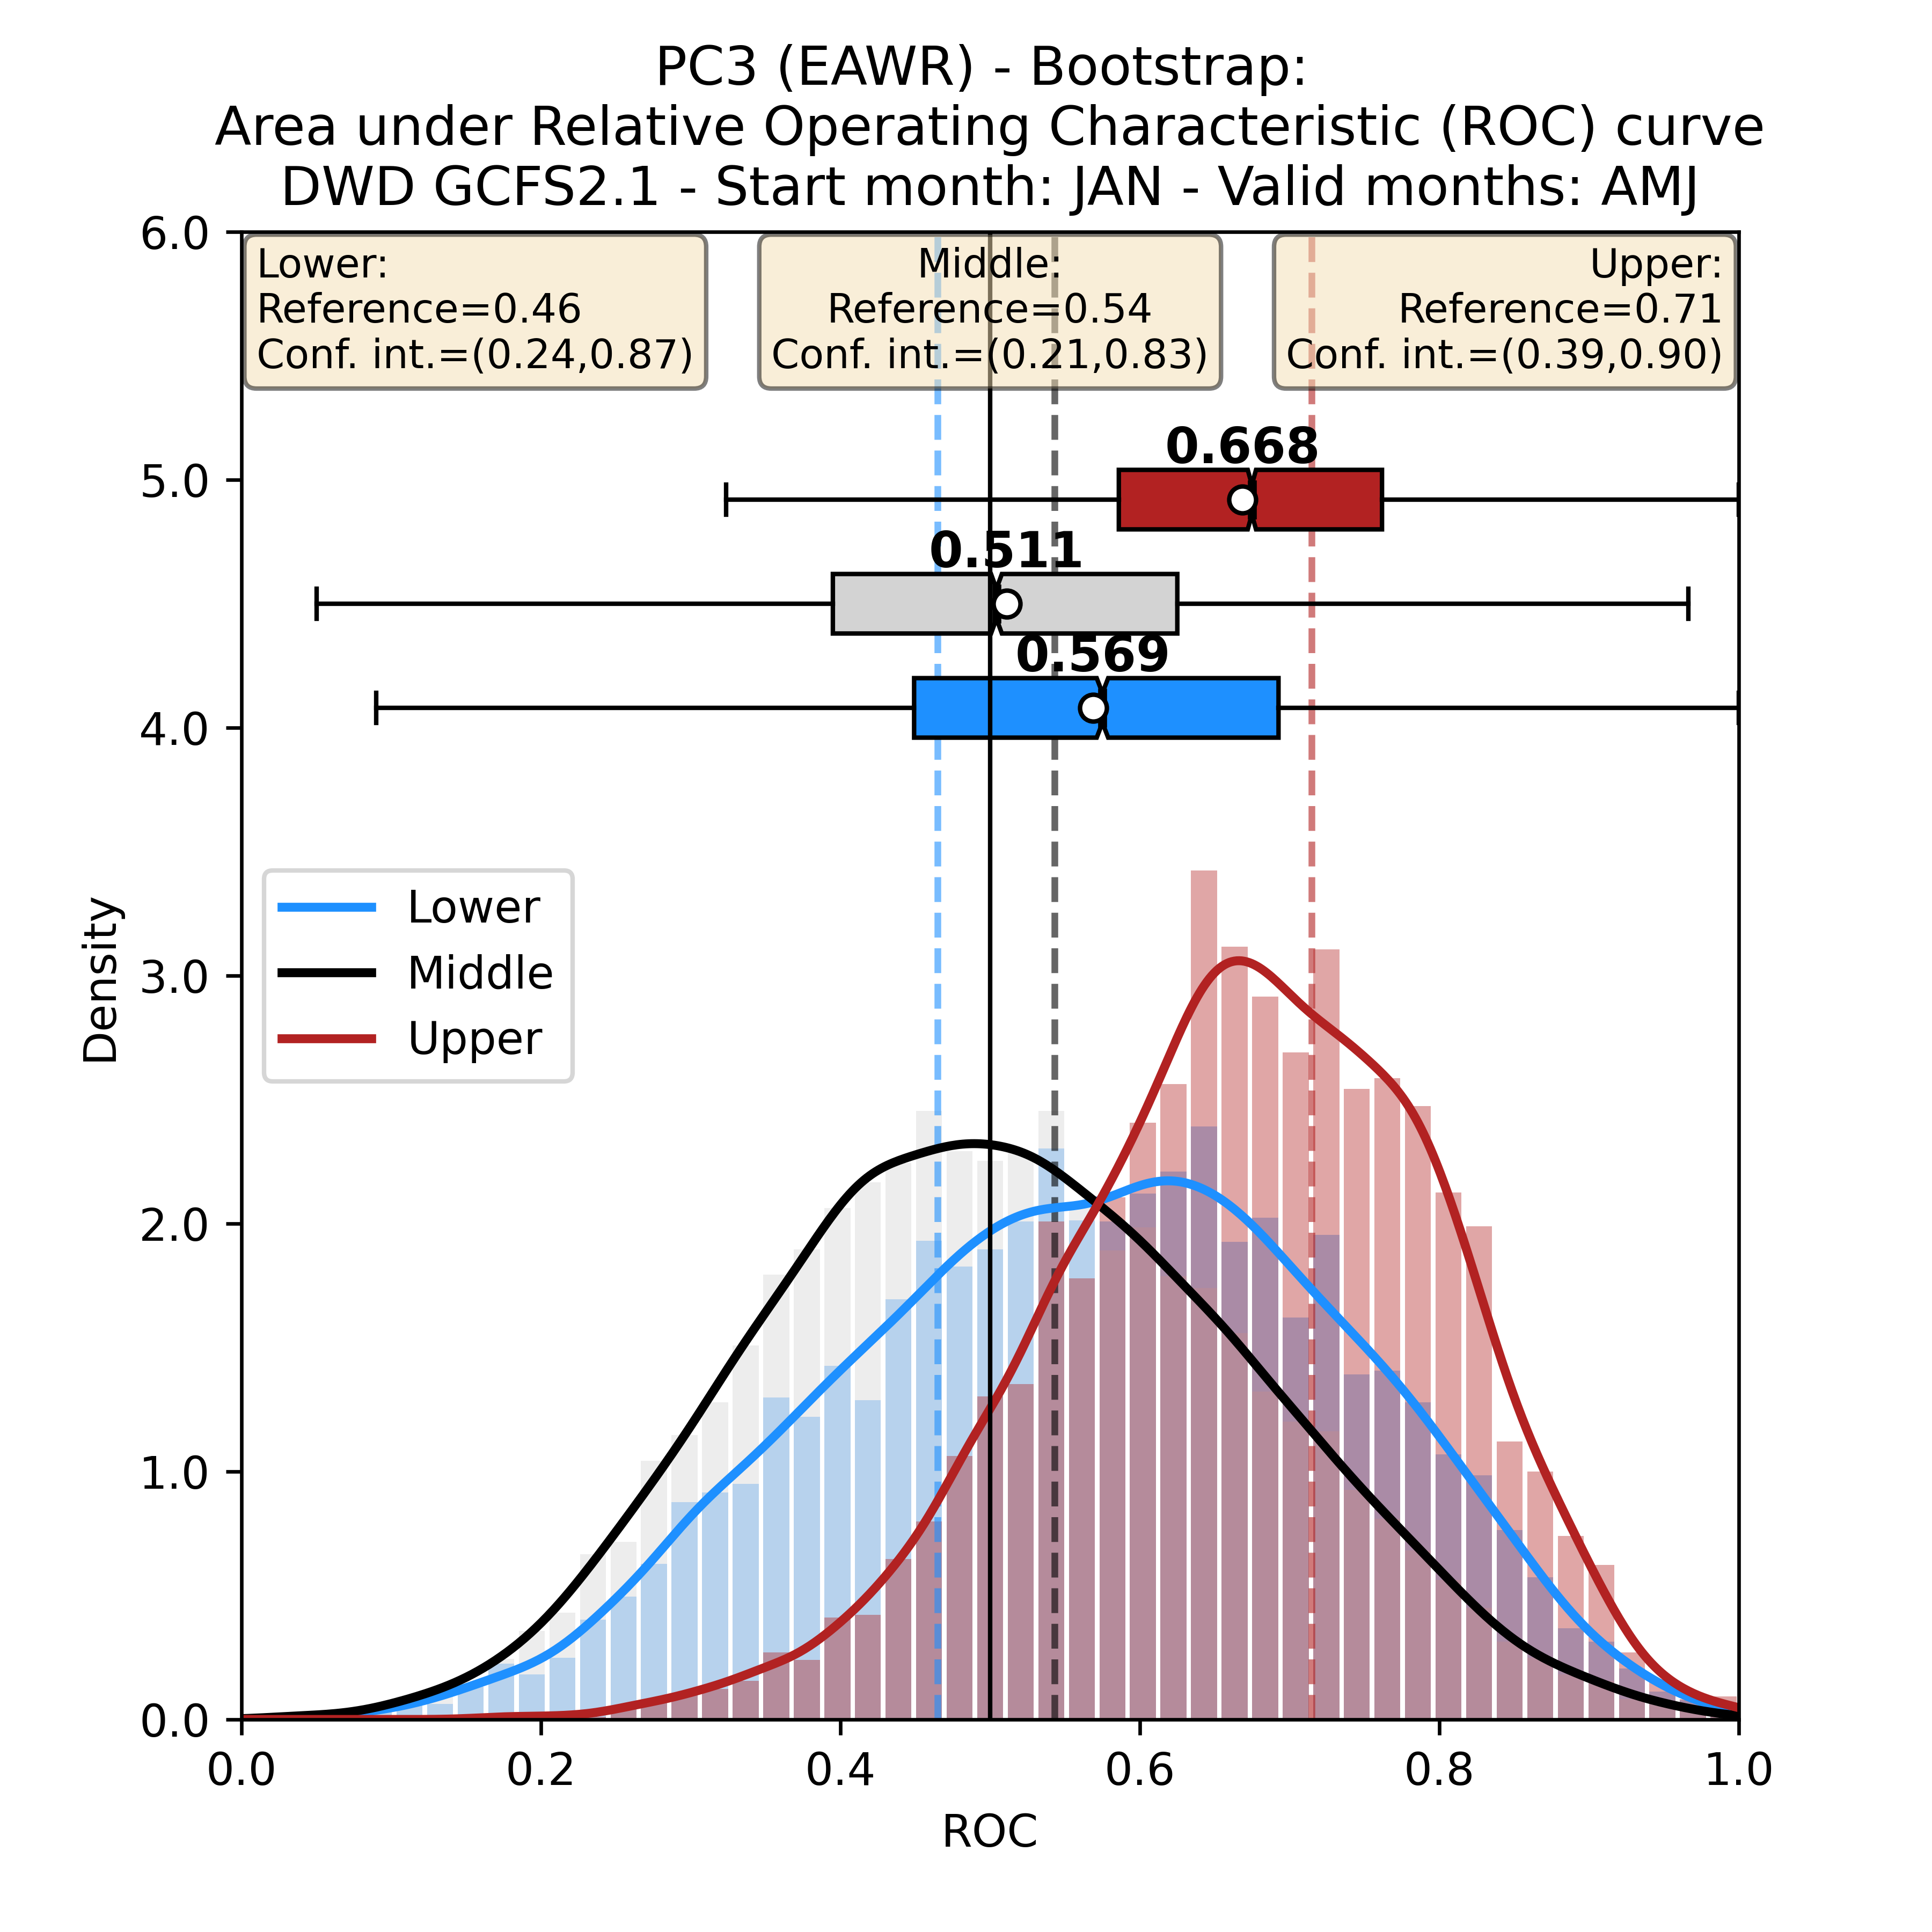 PC3 (EAWR) - Bootstrap:
Area under Relative Operating Characteristic (ROC) curve
DWD GCFS2.1 - Start month: JAN - Valid months: AMJ
6.0
5.0
4.0
3.0
2.0
1.0
0.0
Density
Lower:
Reference=0.46
Conf. int.=(0.24,0.87)
Middle:
Reference=0.54
Conf. int.=(0.21,0.83)
Upper:
Reference=0.71
Conf. int.=(0.39,0.90)
0.668
0.511
0.569
Lower
Middle
Upper
0.0
0.2
0.4
0.6
0.8
1.0
ROC